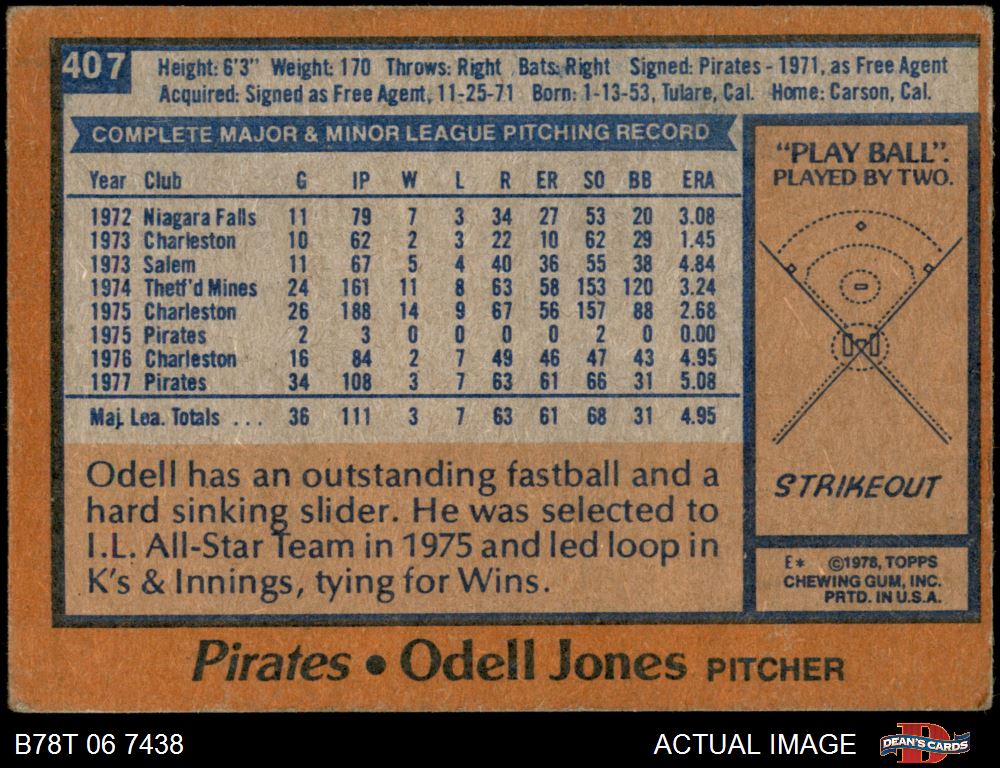 407
Height: 6'3" Weight: 170 Throws: Right Bats: Right Signed: Pirates - 1971, as Free Agent
Acquired: Signed as Free Agent, 11-25-71 Born: 1-13-53, Tulare, Cal. Home: Carson, Cal.
COMPLETE MAJOR & MINOR LEAGUE PITCHING RECORD
Year Club G IP W L R ER SO BB ERA
1972 Niagara Falls 11 79 7 3 34 27 53 20 3.08
1973 Charleston 10 62 2 3 22 10 62 29 1.45
1973 Salem 11 67 5 4 40 36 55 38 4.84
1974 Thetf'd Mines 24 161 11 8 63 58 153 120 3.24
1975 Charleston 26 188 14 9 67 56 157 88 2.68
1975 Pirates 2 3 0 0 0 0 2 0 0.00
1976 Charleston 16 84 2 7 49 46 47 43 4.95
1977 Pirates 34 108 3 7 63 61 66 31 5.08
Maj. Lea. Totals ... 36 111 3 7 63 61 68 31 4.95
Odell has an outstanding fastball and a
hard sinking slider. He was selected to
I.L. All-Star Team in 1975 and led loop in
K's & Innings, tying for Wins.
"PLAY BALL".
PLAYED BY TWO.
STRIKEOUT
E* ©1978, TOPPS
CHEWING GUM, INC.
PRTD. IN U.S.A.
Pirates • Odell Jones PITCHER
B78T 06 7438
ACTUAL IMAGE
DEAN'S CARDS